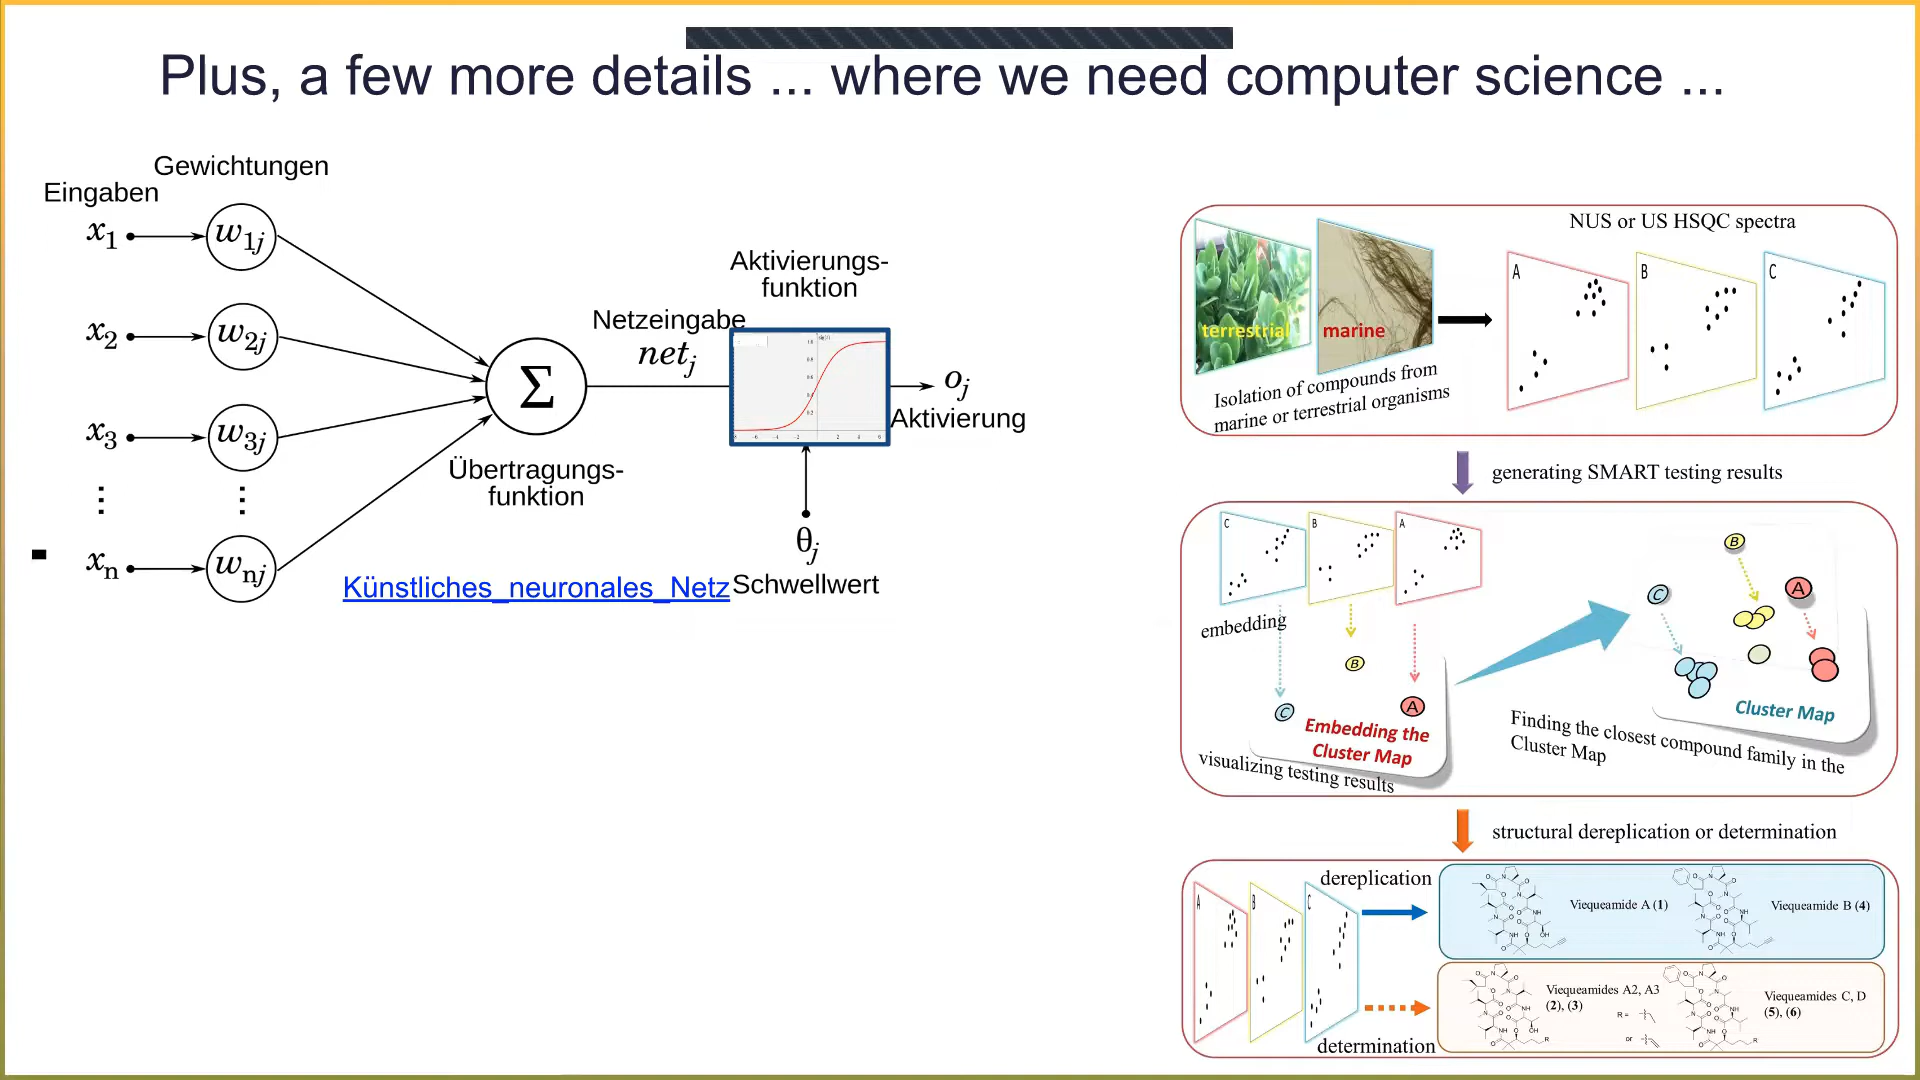 Plus, a few more details ... where we need computer science ...
Gewichtungen
Eingaben
x1
w1j
x2
w2j
x3
w3j
xn
wnj
Σ
Übertragungs-
funktion
Netzeingabe
netj
Aktivierungs-
funktion
oj
Aktivierung
θj
Schwellwert
Künstliches_neuronales_Netz
NUS or US HSQC spectra
terrestrial
marine
A
B
C
Isolation of compounds from
marine or terrestrial organisms
generating SMART testing results
C
B
A
embedding
B
C
A
Embedding the
Cluster Map
visualizing testing results
B
C
A
Cluster Map
Finding the closest compound family in the
Cluster Map
structural dereplication or determination
A
B
C
dereplication
Viequeamide A (1)
Viequeamide B (4)
determination
Viequeamides A2, A3
(2), (3)
R =
or
Viequeamides C, D
(5), (6)